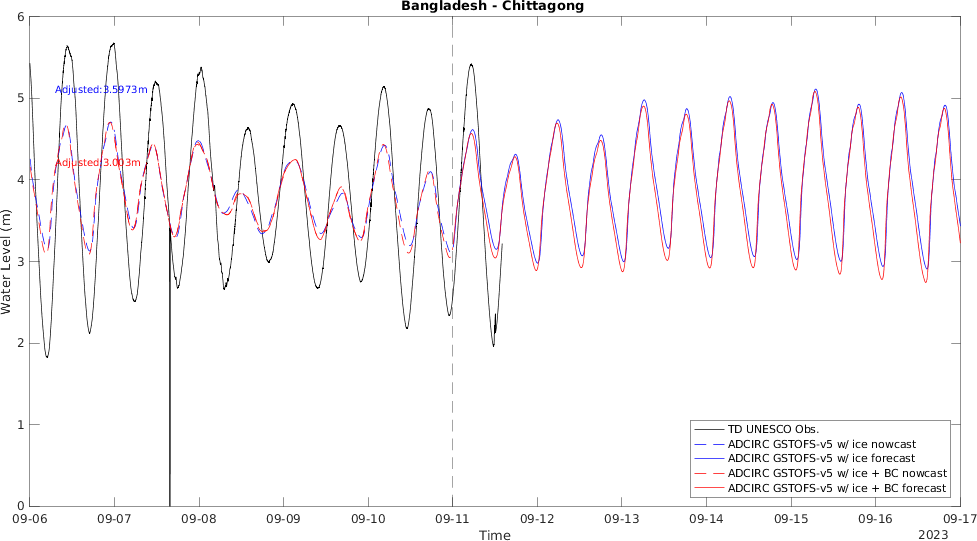 Bangladesh - Chittagong
6
5
4
3
2
1
0
Water Level (m)
Adjusted:3.5973m
Adjusted:3.003m
TD UNESCO Obs.
ADCIRC GSTOFS-v5 w/ ice nowcast
ADCIRC GSTOFS-v5 w/ ice forecast
ADCIRC GSTOFS-v5 w/ ice + BC nowcast
ADCIRC GSTOFS-v5 w/ ice + BC forecast
09-06 09-07 09-08 09-09 09-10 09-11 09-12 09-13 09-14 09-15 09-16 09-17
Time
2023